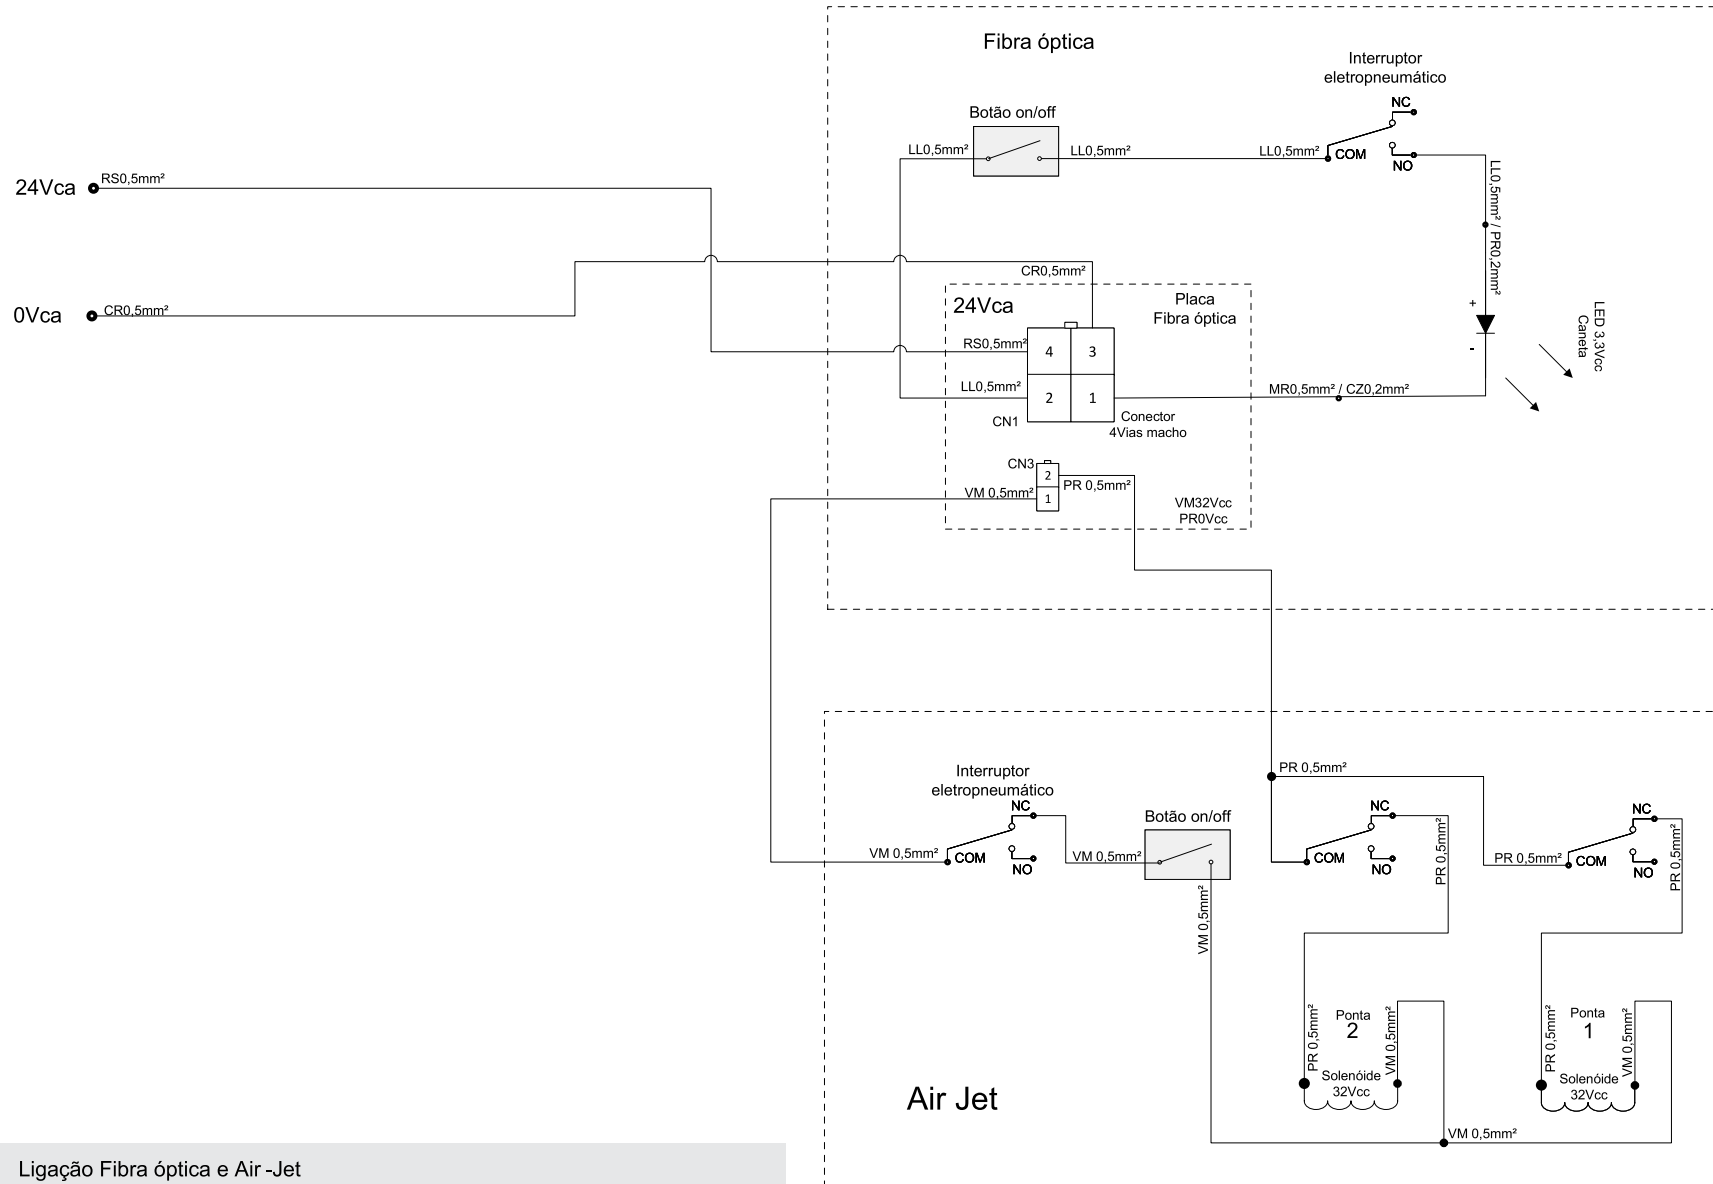 Fibra óptica
Interruptor
eletropneumático
NC
Botão on/off
LL0,5mm²
LL0,5mm²
LL0,5mm²
COM
NO
24Vca
RS0,5mm²
LL0,5mm² / PR0,2mm²
0Vca
CR0,5mm²
CR0,5mm²
24Vca
Placa
Fibra óptica
+
-
LED 3,3Vcc
Caneta
RS0,5mm²
4
3
LL0,5mm²
2
1
MR0,5mm² / CZ0,2mm²
CN1
Conector
4Vias macho
CN3
2
PR 0,5mm²
VM 0,5mm²
1
VM32Vcc
PR0Vcc
Interruptor
eletropneumático
NC
VM 0,5mm²
COM
NO
VM 0,5mm²
Botão on/off
VM 0,5mm²
PR 0,5mm²
NC
COM
NO
PR 0,5mm²
PR 0,5mm²
NC
COM
NO
PR 0,5mm²
PR 0,5mm²
Ponta
2
VM 0,5mm²
Solenóide
32Vcc
PR 0,5mm²
Ponta
1
VM 0,5mm²
Solenóide
32Vcc
Air Jet
VM 0,5mm²
Ligação Fibra óptica e Air -Jet